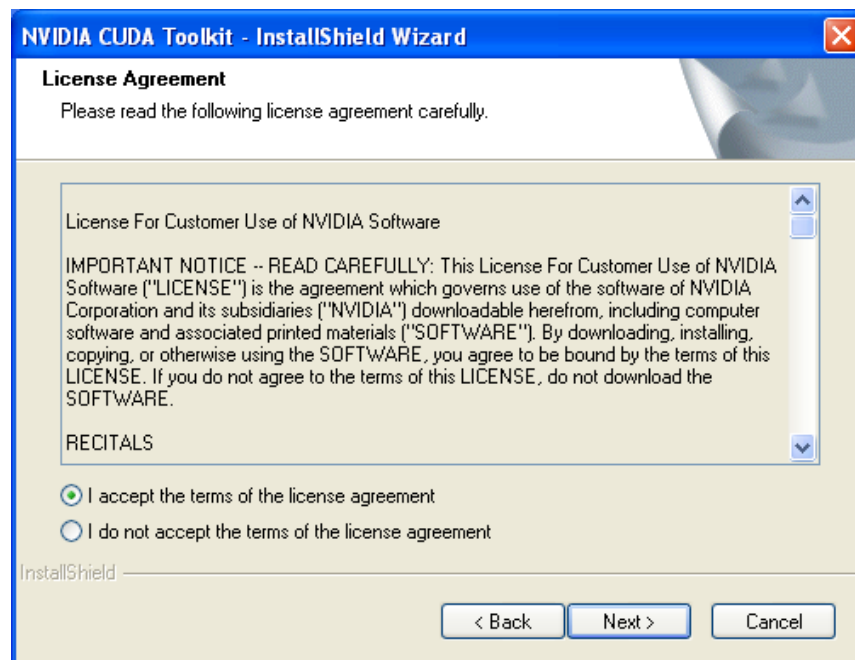 NVIDIA CUDA Toolkit - InstallShield Wizard
License Agreement
Please read the following license agreement carefully.
License For Customer Use of NVIDIA Software
IMPORTANT NOTICE -- READ CAREFULLY: This License For Customer Use of NVIDIA
Software ("LICENSE") is the agreement which governs use of the software of NVIDIA
Corporation and its subsidiaries ("NVIDIA") downloadable herefrom, including computer
software and associated printed materials ("SOFTWARE"). By downloading, installing,
copying, or otherwise using the SOFTWARE, you agree to be bound by the terms of this
LICENSE. If you do not agree to the terms of this LICENSE, do not download the
SOFTWARE.
RECITALS
I accept the terms of the license agreement
I do not accept the terms of the license agreement
InstallShield
< Back Next > Cancel